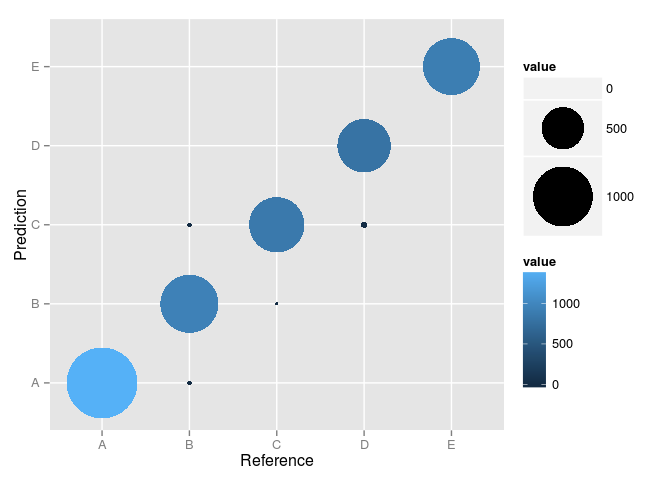 E
D
C
B
A
Prediction
A B C D E
Reference
value
0
500
1000
value
1000
500
0